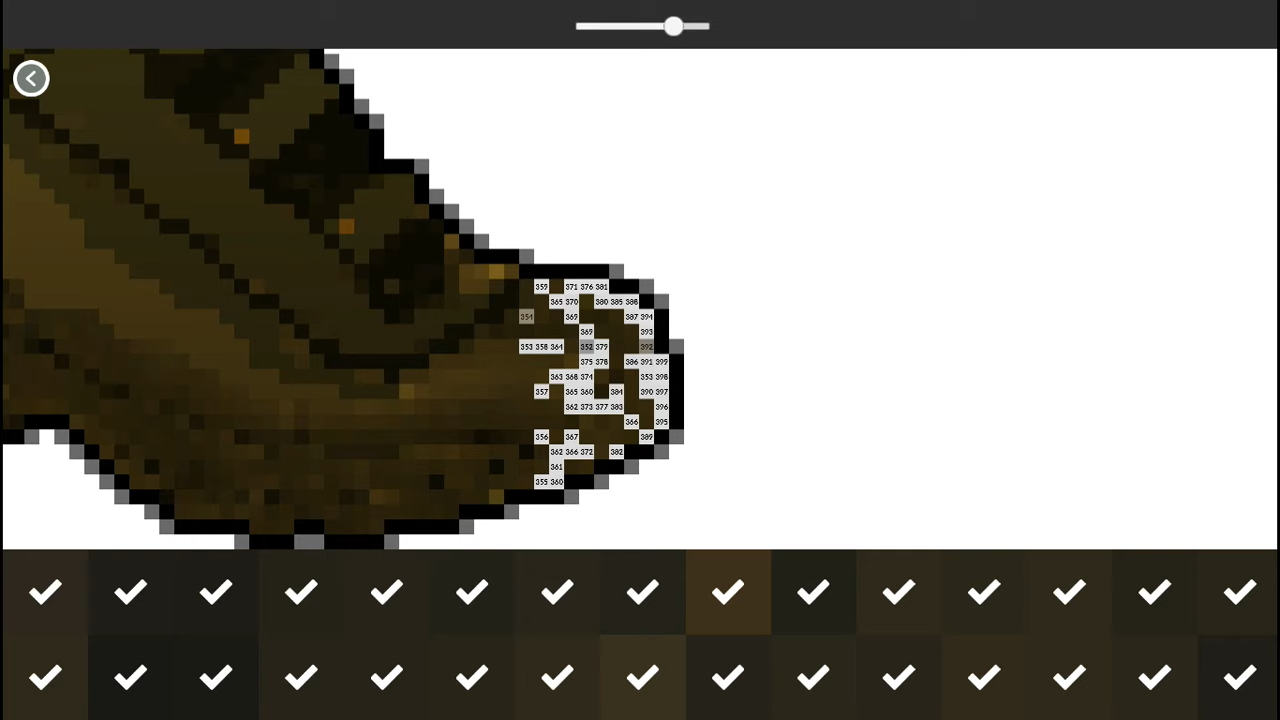 359 371 376 381
365 370 380 385 388
354 369 387 394
369 393
353 358 364 352 379 392
375 378 386 391 399
363 368 374 353 398
357 365 360 384 390 397
362 373 377 383 396
366 395
356 367 389
362 366 372 382
361
355 360